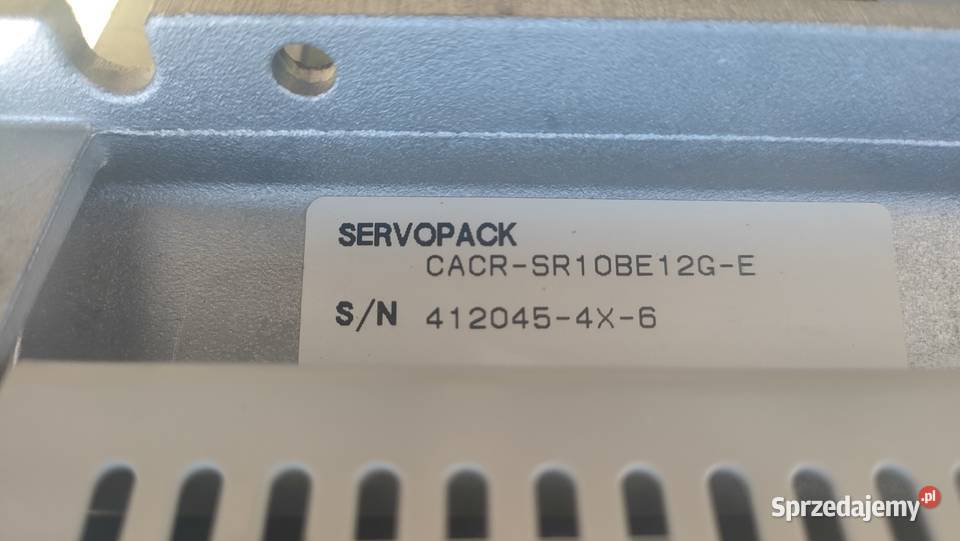 SERVOPACK
CACR-SR10BE12G-E
S/N 412045-4X-6
Sprzedajemy.pl